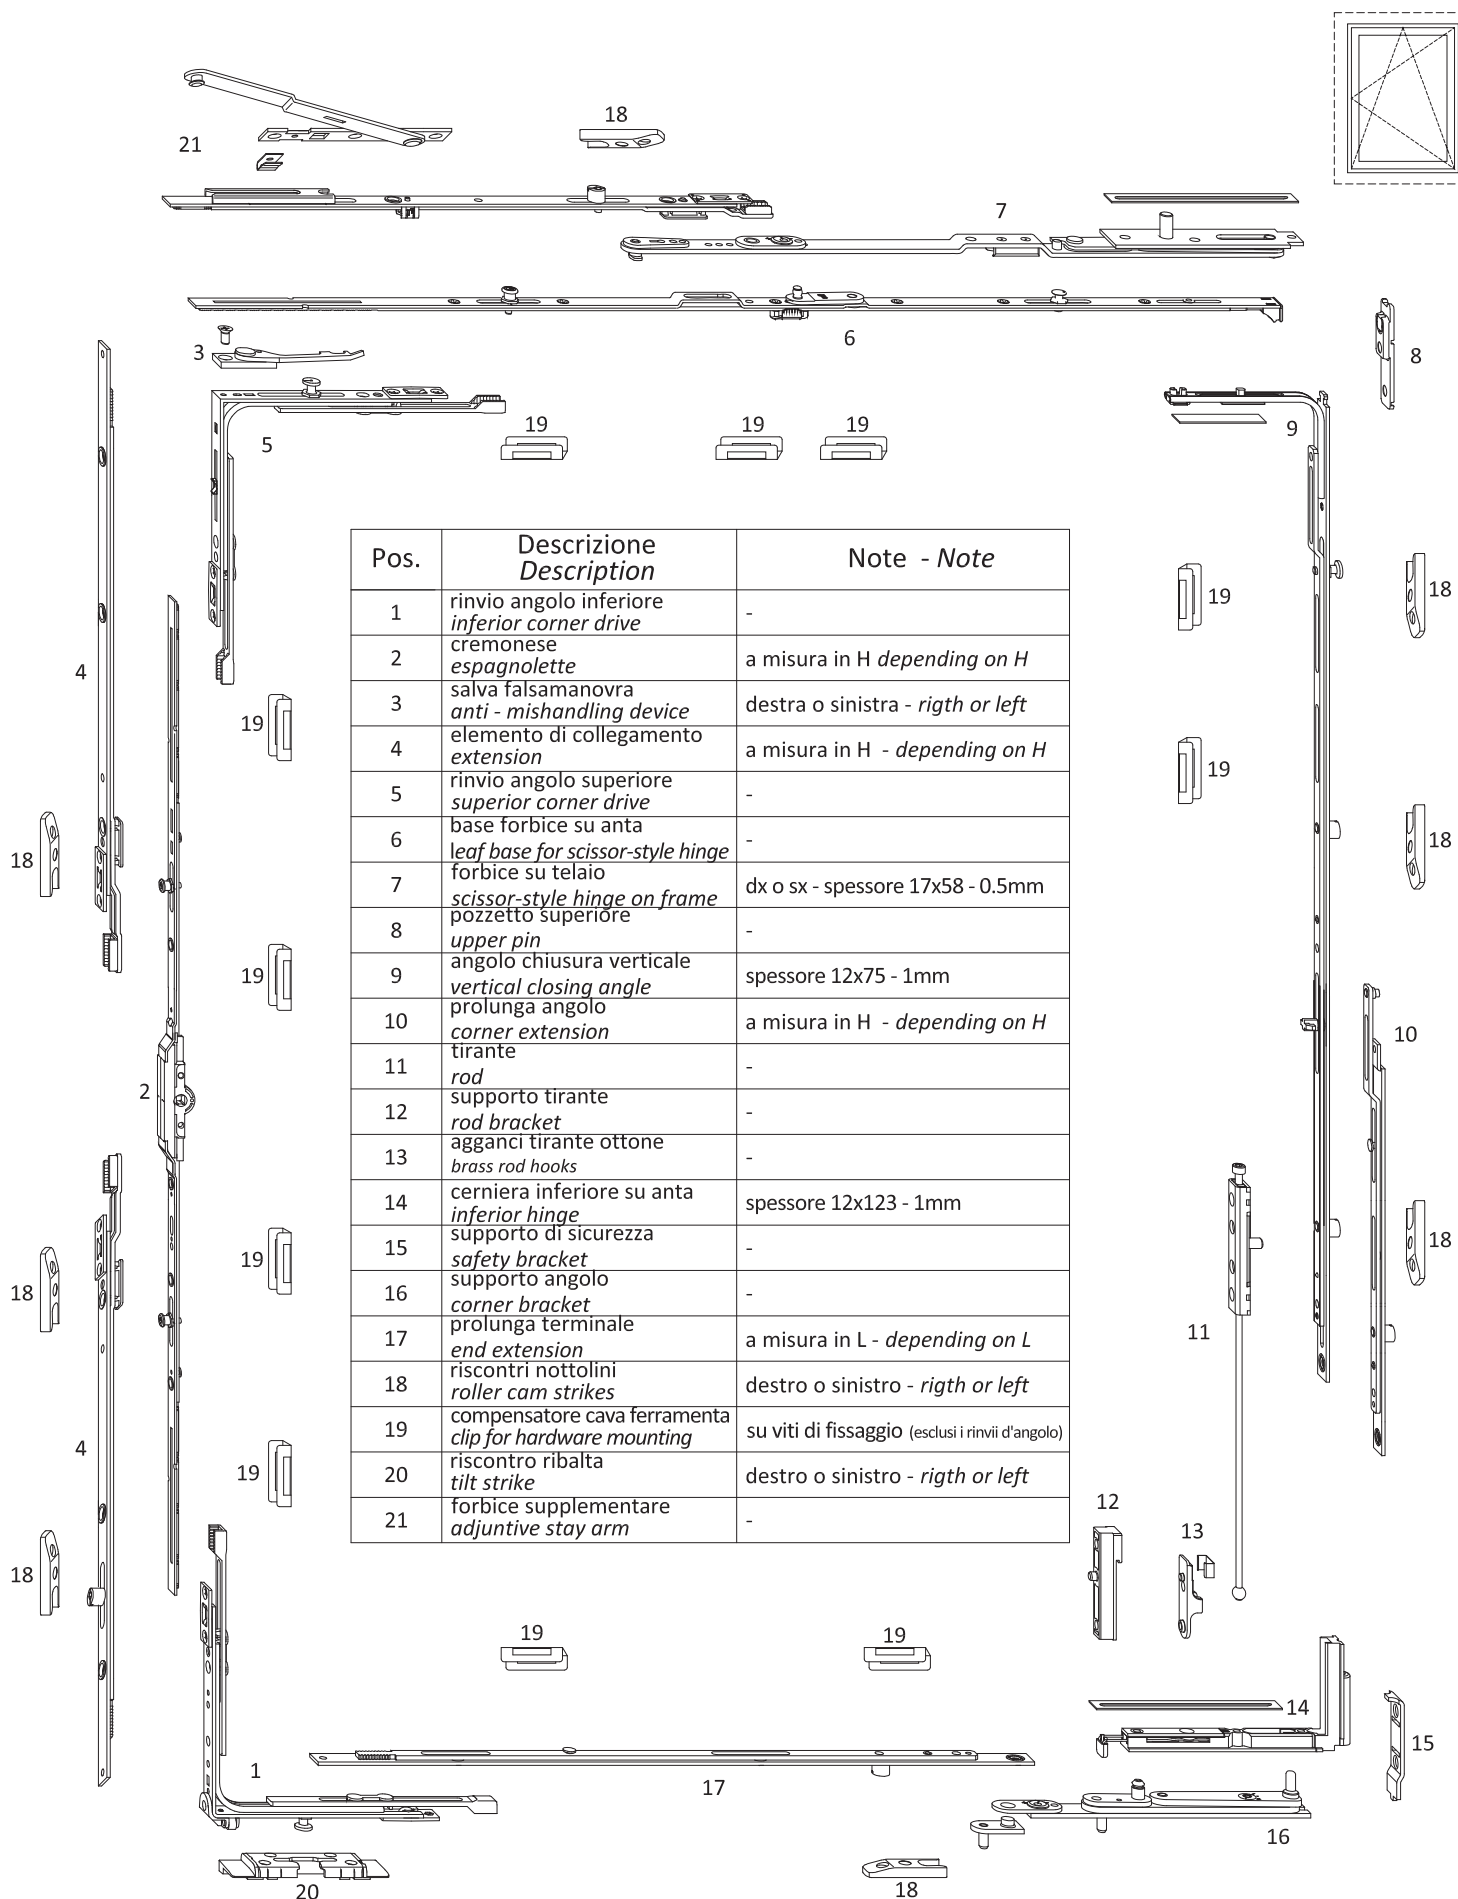 18
21
7
6
8
3
9
5
19
19
19
Pos.
Descrizione
Description
Note - Note
1
rinvio angolo inferiore
inferior corner drive
-
2
cremonese
espagnolette
a misura in H depending on H
3
salva falsamanovra
anti - mishandling device
destra o sinistra - rigth or left
4
elemento di collegamento
extension
a misura in H - depending on H
5
rinvio angolo superiore
superior corner drive
-
6
base forbice su anta
leaf base for scissor-style hinge
-
7
forbice su telaio
scissor-style hinge on frame
dx o sx - spessore 17x58 - 0.5mm
8
pozzetto superiore
upper pin
-
9
angolo chiusura verticale
vertical closing angle
spessore 12x75 - 1mm
10
prolunga angolo
corner extension
a misura in H - depending on H
11
tirante
rod
-
12
supporto tirante
rod bracket
-
13
agganci tirante ottone
brass rod hooks
-
14
cerniera inferiore su anta
inferior hinge
spessore 12x123 - 1mm
15
supporto di sicurezza
safety bracket
-
16
supporto angolo
corner bracket
-
17
prolunga terminale
end extension
a misura in L - depending on L
18
riscontri nottolini
roller cam strikes
destro o sinistro - rigth or left
19
compensatore cava ferramenta
clip for hardware mounting
su viti di fissaggio (esclusi i rinvii d'angolo)
20
riscontro ribalta
tilt strike
destro o sinistro - rigth or left
21
forbice supplementare
adjuntive stay arm
-
19
18
4
19
19
18
18
19
10
2
19
18
18
11
4
19
12
13
18
19
19
14
15
1
17
16
20
18